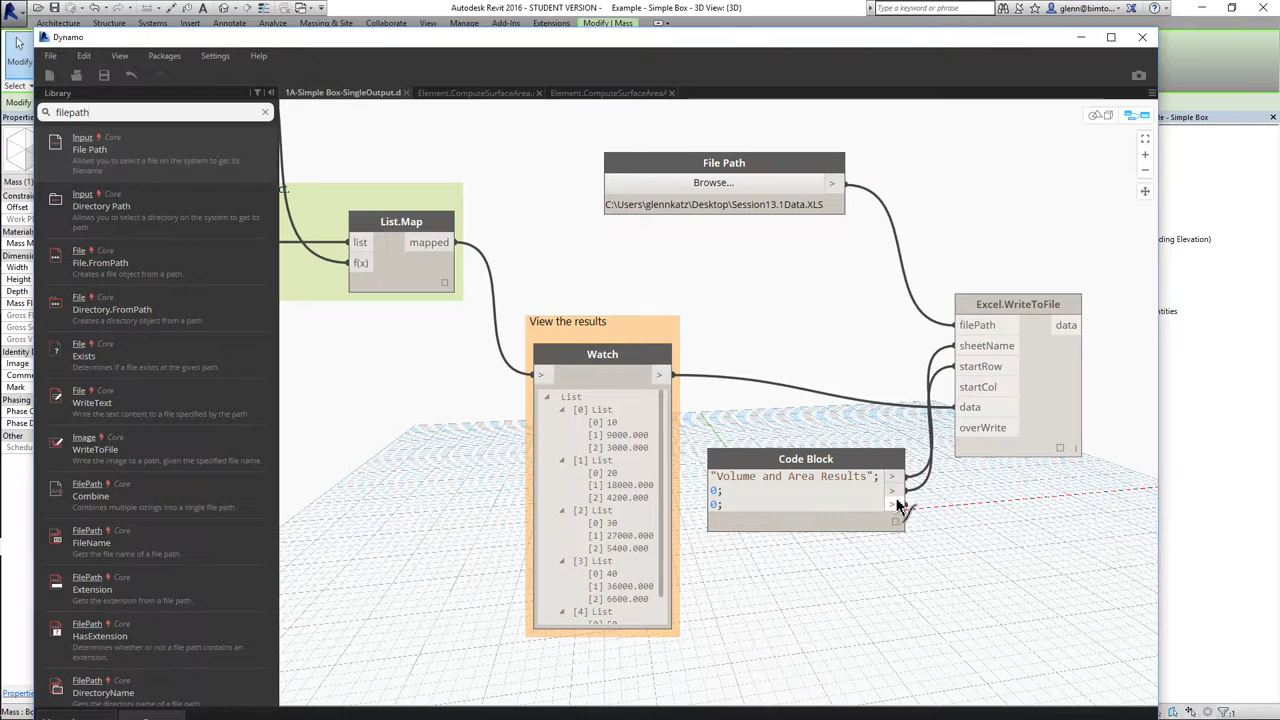 Autodesk Revit 2016 - STUDENT VERSION - Example - Simple Box - 3D View: {3D}
Type a keyword or phrase
glenn@bimto...
Architecture Structure Systems Insert Annotate Analyze Massing & Site Collaborate View Manage Add-Ins Extensions Modify | Mass
Modify
Select
Modify |
Properties
Mass (1)
Constraints
Offset
Materials
Mass M
Dimensions
Width
Height
Mass Fl
Gross
Gross
Identity D
Image
Comme
Mark
Phasing
Phase C
Phase D
Other
Schedul
Properties
Mass: Bo
- Simple Box
ding Elevation)
:1
Dynamo
File Edit View Packages Settings Help
Library
1A-Simple Box-SingleOutput.d
Element.ComputeSurfaceArea.
Element.ComputeSurfaceArea
filepath
Input Core
File Path
Allows you to select a file on the system to get its
filename
Input Core
Directory Path
Allows you to select a directory on the system to get its
path
File Core
File.FromPath
Creates a file object from a path.
File Core
Directory.FromPath
Creates a directory object from a path
File Core
Exists
Determines if a file exists at the given path
File Core
WriteText
Write the text content to a file specified by the path
Image Core
WriteToFile
Write the image to a path, given the specified file name
FilePath Core
Combine
Combines multiple strings into a single file path.
FilePath Core
FileName
Gets the file name of a file path.
FilePath Core
Extension
Gets the extension from a file path.
FilePath Core
HasExtension
Determines whether or not a file path contains an
extension.
FilePath Core
DirectoryName
Gets the directory name of a file path.
c.
List.Map
list mapped
f(x)
File Path
Browse... >
C:\Users\glennkatz\Desktop\Session13.1Data.XLS
View the results
Watch
> >
List
[0] List
[0] 10
[1] 9000.000
[2] 3000.000
[1] List
[0] 20
[1] 18000.000
[2] 4200.000
[2] List
[0] 30
[1] 27000.000
[2] 5400.000
[3] List
[0] 40
[1] 36000.000
[2] 6600.000
[4] List
[0] 50
Code Block
"Volume and Area Results"; >
0; >
0; >
Excel.WriteToFile
filePath data
sheetName
startRow
startCol
data
overWrite